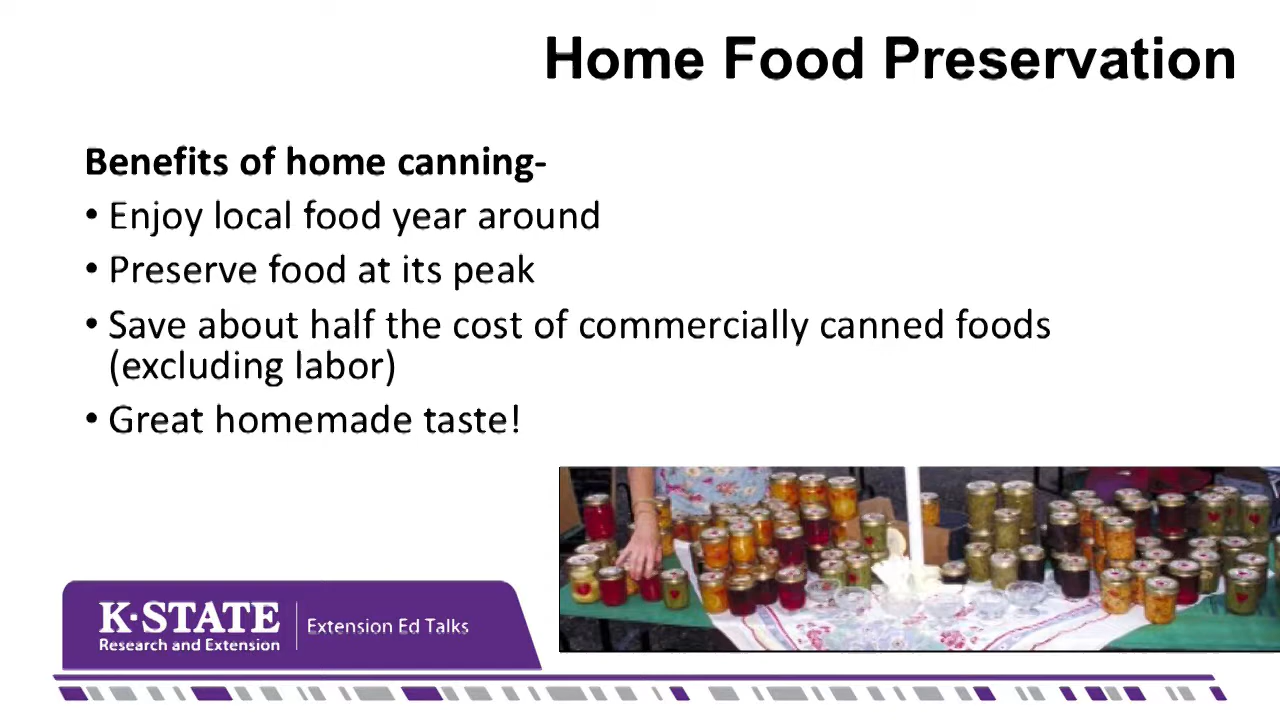 Home Food Preservation
Benefits of home canning-
• Enjoy local food year around
• Preserve food at its peak
• Save about half the cost of commercially canned foods
(excluding labor)
• Great homemade taste!
K•STATE
Research and Extension
Extension Ed Talks